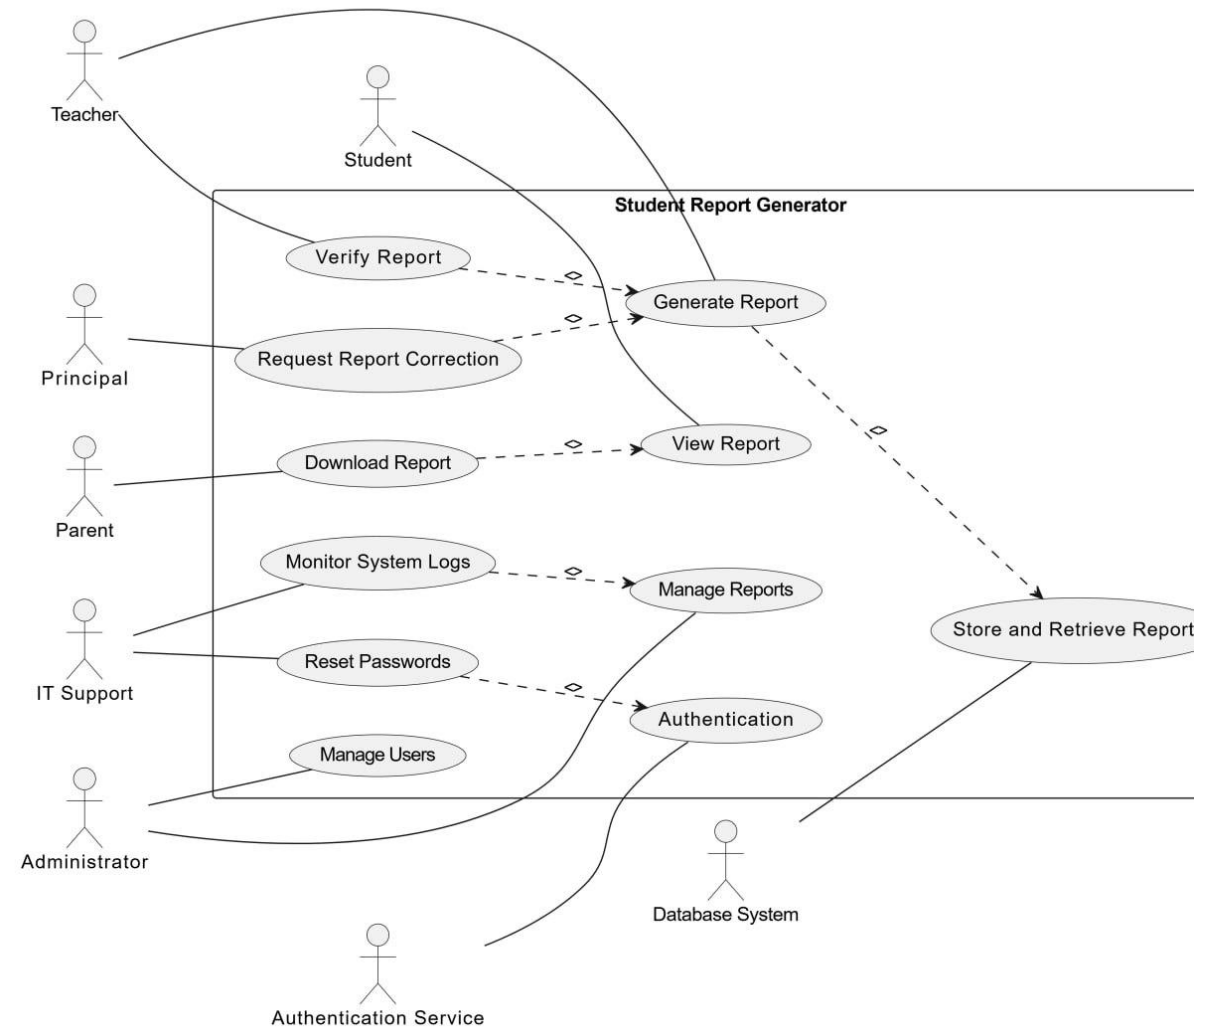 Teacher
Student
Student Report Generator
Verify Report
Generate Report
Principal
Request Report Correction
Download Report
View Report
Parent
Monitor System Logs
Manage Reports
Store and Retrieve Report
IT Support
Reset Passwords
Authentication
Manage Users
Administrator
Database System
Authentication Service